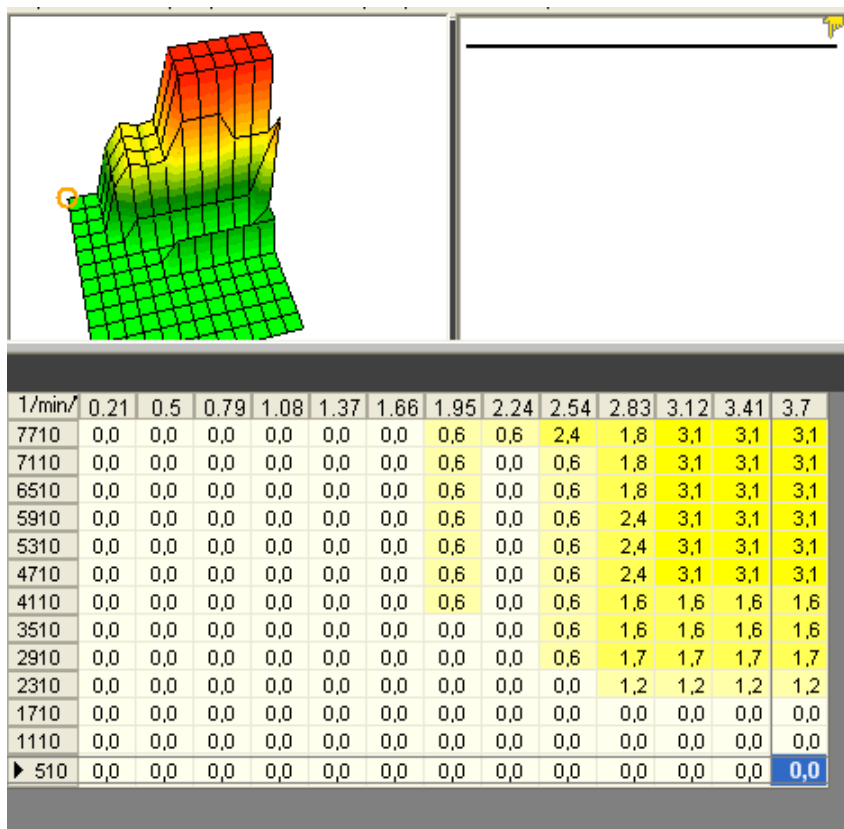 1/min/ 0.21 0.5 0.79 1.08 1.37 1.66 1.95 2.24 2.54 2.83 3.12 3.41 3.7
7710 0,0 0,0 0,0 0,0 0,0 0,0 0,6 0,6 2,4 1,8 3,1 3,1 3,1
7110 0,0 0,0 0,0 0,0 0,0 0,0 0,6 0,0 0,6 1,8 3,1 3,1 3,1
6510 0,0 0,0 0,0 0,0 0,0 0,0 0,6 0,0 0,6 1,8 3,1 3,1 3,1
5910 0,0 0,0 0,0 0,0 0,0 0,0 0,6 0,0 0,6 2,4 3,1 3,1 3,1
5310 0,0 0,0 0,0 0,0 0,0 0,0 0,6 0,0 0,6 2,4 3,1 3,1 3,1
4710 0,0 0,0 0,0 0,0 0,0 0,0 0,6 0,0 0,6 2,4 3,1 3,1 3,1
4110 0,0 0,0 0,0 0,0 0,0 0,0 0,6 0,0 0,6 1,6 1,6 1,6 1,6
3510 0,0 0,0 0,0 0,0 0,0 0,0 0,0 0,0 0,6 1,6 1,6 1,6 1,6
2910 0,0 0,0 0,0 0,0 0,0 0,0 0,0 0,0 0,6 1,7 1,7 1,7 1,7
2310 0,0 0,0 0,0 0,0 0,0 0,0 0,0 0,0 0,0 1,2 1,2 1,2 1,2
1710 0,0 0,0 0,0 0,0 0,0 0,0 0,0 0,0 0,0 0,0 0,0 0,0 0,0
1110 0,0 0,0 0,0 0,0 0,0 0,0 0,0 0,0 0,0 0,0 0,0 0,0 0,0
510 0,0 0,0 0,0 0,0 0,0 0,0 0,0 0,0 0,0 0,0 0,0 0,0 0,0